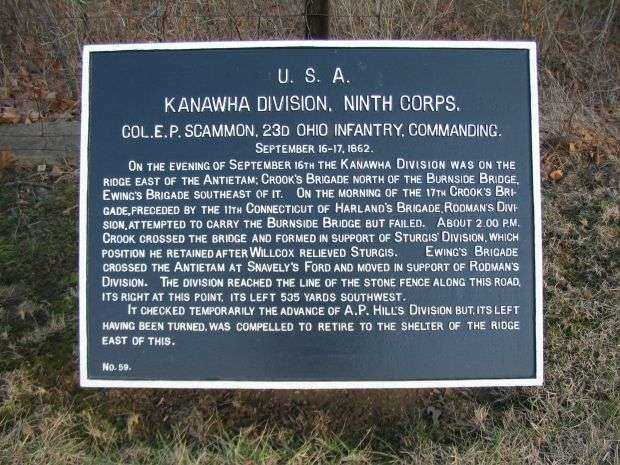 U. S. A.
KANAWHA DIVISION, NINTH CORPS.
COL. E. P. SCAMMON, 23D OHIO INFANTRY, COMMANDING.
SEPTEMBER 16-17, 1862.
ON THE EVENING OF SEPTEMBER 16TH THE KANAWHA DIVISION WAS ON THE
RIDGE EAST OF THE ANTIETAM; CROOK'S BRIGADE NORTH OF THE BURNSIDE BRIDGE,
EWING'S BRIGADE SOUTHEAST OF IT. ON THE MORNING OF THE 17TH CROOK'S BRI-
GADE, PRECEDED BY THE 11TH CONNECTICUT OF HARLAND'S BRIGADE, RODMAN'S DIVI-
SION, ATTEMPTED TO CARRY THE BURNSIDE BRIDGE BUT FAILED. ABOUT 2.00 P.M.
CROOK CROSSED THE BRIDGE AND FORMED IN SUPPORT OF STURGIS' DIVISION, WHICH
POSITION HE RETAINED AFTER WILLCOX RELIEVED STURGIS. EWING'S BRIGADE
CROSSED THE ANTIETAM AT SNAVELY'S FORD AND MOVED IN SUPPORT OF RODMAN'S
DIVISION. THE DIVISION REACHED THE LINE OF THE STONE FENCE ALONG THIS ROAD,
ITS RIGHT AT THIS POINT, ITS LEFT 535 YARDS SOUTHWEST.
IT CHECKED TEMPORARILY THE ADVANCE OF A.P. HILL'S DIVISION BUT, ITS LEFT
HAVING BEEN TURNED, WAS COMPELLED TO RETIRE TO THE SHELTER OF THE RIDGE
EAST OF THIS.
NO. 59.